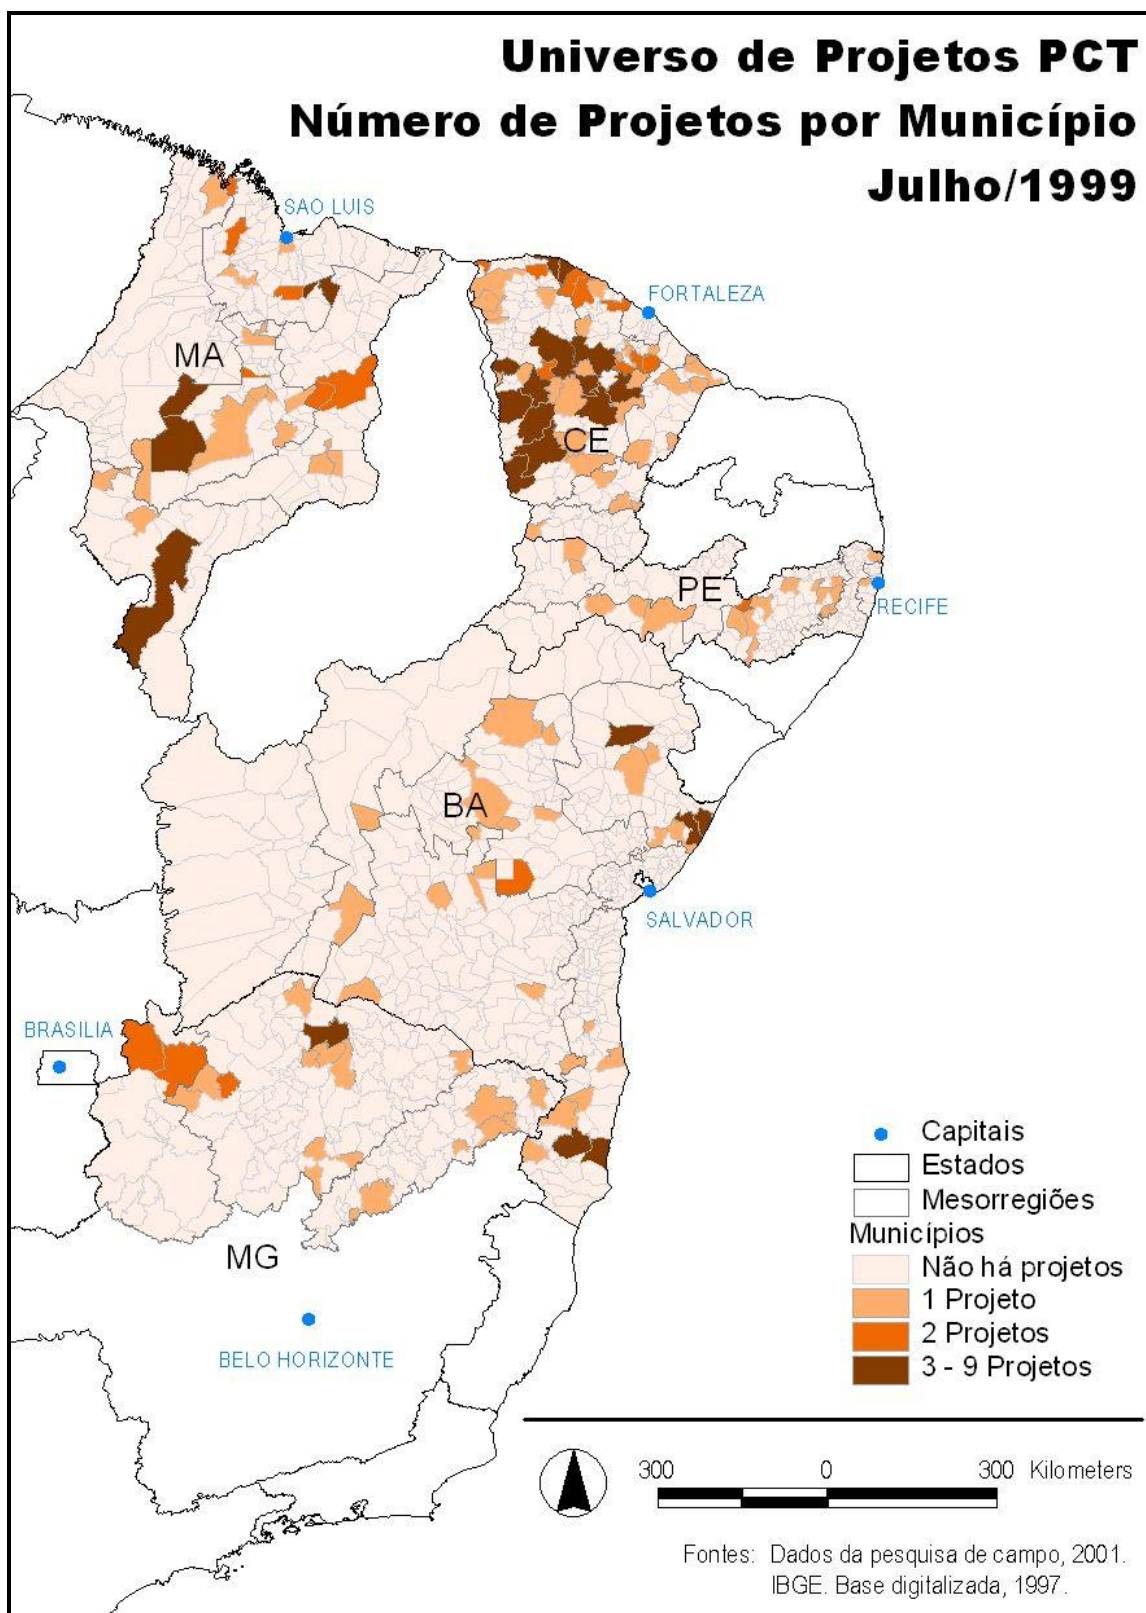 Universo de Projetos PCT
Número de Projetos por Município
Julho/1999
SAO LUIS
FORTALEZA
MA
CE
PE
RECIFE
BA
SALVADOR
BRASILIA
MG
BELO HORIZONTE
Capitais
Estados
Mesorregiões
Municípios
Não há projetos
1 Projeto
2 Projetos
3 - 9 Projetos
300 0 300 Kilometers
Fontes: Dados da pesquisa de campo, 2001.
IBGE. Base digitalizada, 1997.